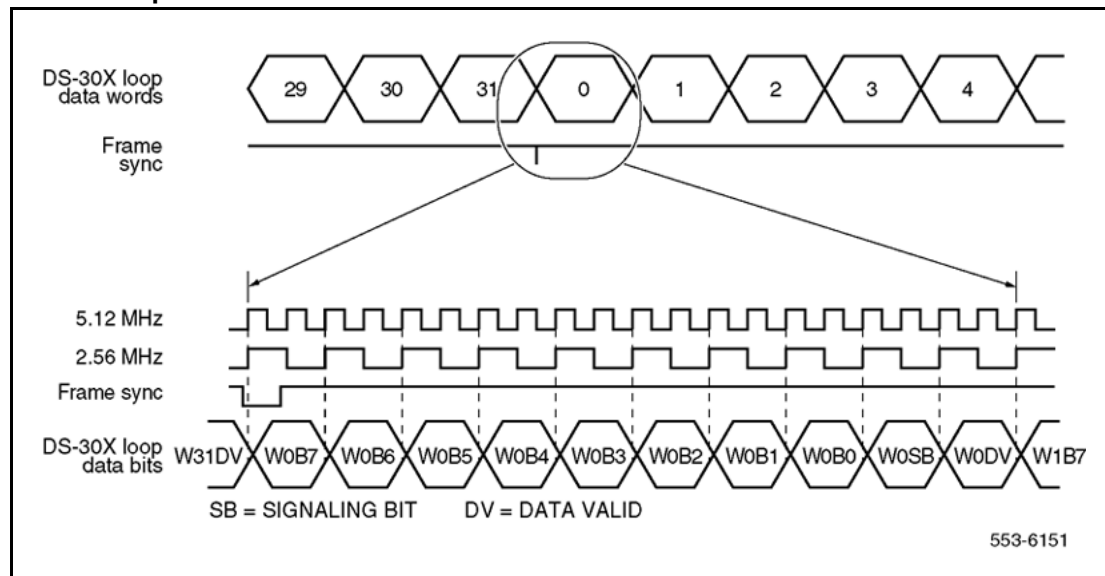 DS-30X loop
data words
29 30 31 0 1 2 3 4
Frame
sync
5.12 MHz
2.56 MHz
Frame sync
DS-30X loop
data bits
W31DV W0B7 W0B6 W0B5 W0B4 W0B3 W0B2 W0B1 W0B0 W0SB W0DV W1B7
SB = SIGNALING BIT DV = DATA VALID
553-6151